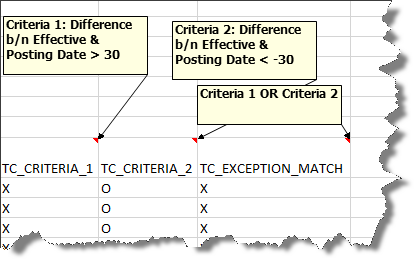 Criteria 1: Difference
b/n Effective &
Posting Date > 30
Criteria 2: Difference
b/n Effective &
Posting Date < -30
Criteria 1 OR Criteria 2
TC_CRITERIA_1 TC_CRITERIA_2 TC_EXCEPTION_MATCH
X O X
X O X
X O X